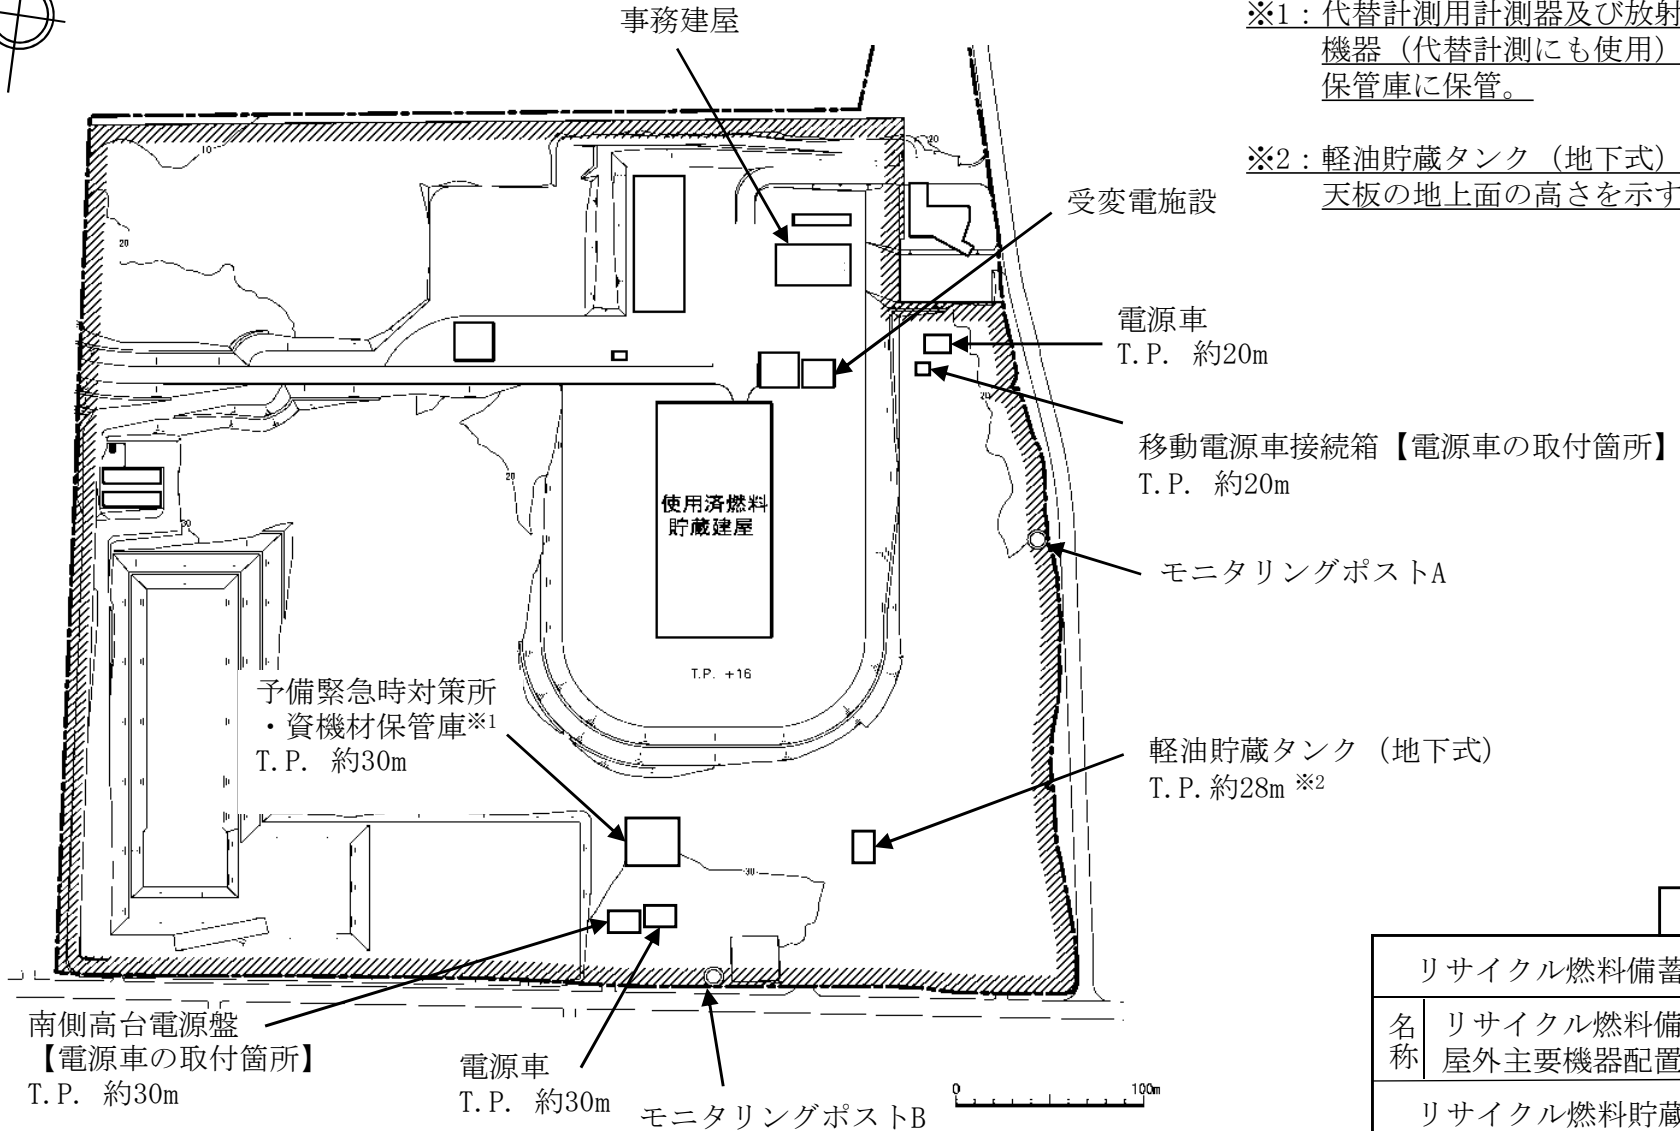 事務建屋
※1：代替計測用計測器及び放射
機器（代替計測にも使用）
保管庫に保管。
※2：軽油貯蔵タンク（地下式）
天板の地上面の高さを示す
受変電施設
電源車
T.P. 約20m
移動電源車接続箱【電源車の取付箇所】
T.P. 約20m
モニタリングポストA
使用済燃料
貯蔵建屋
T.P. +16
予備緊急時対策所
・資機材保管庫※1
T.P. 約30m
軽油貯蔵タンク（地下式）
T.P.約28m ※2
10
20
20
20
20
30
30
南側高台電源盤
【電源車の取付箇所】
T.P. 約30m
電源車
T.P. 約30m
モニタリングポストB
0 100m
リサイクル燃料備蓄
名称
リサイクル燃料備
屋外主要機器配置
リサイクル燃料貯蔵